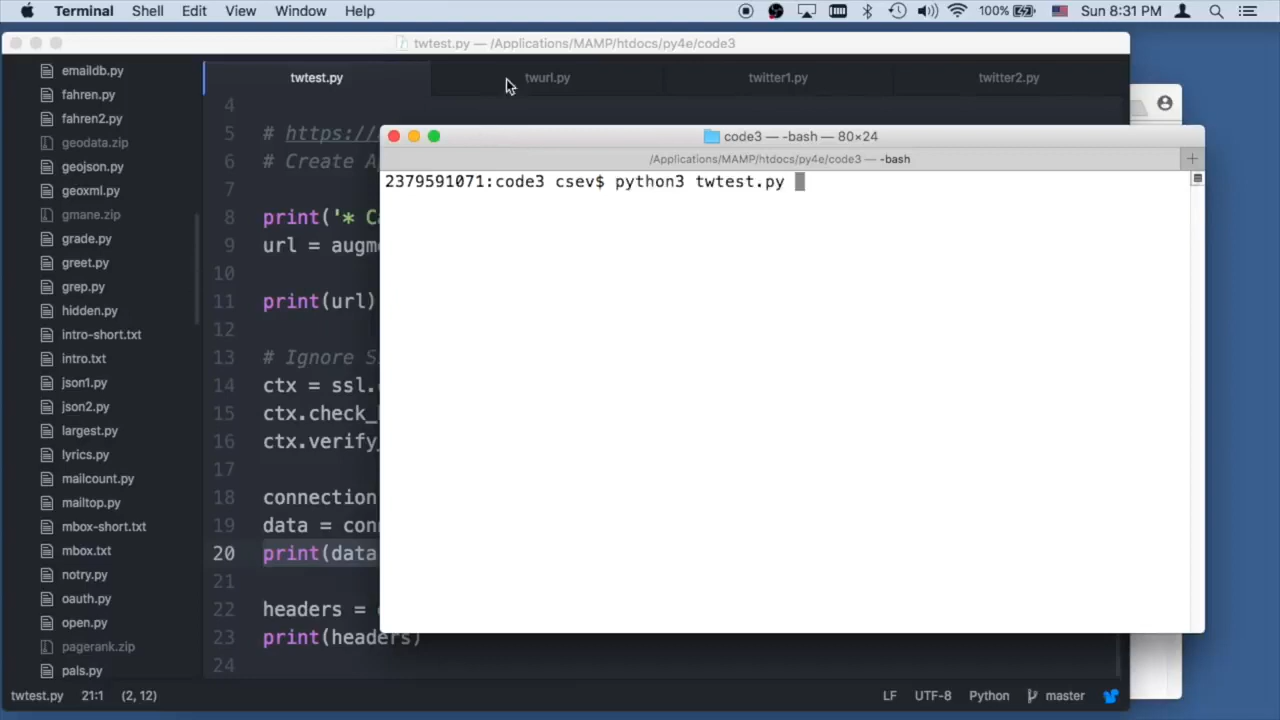 Terminal Shell Edit View Window Help 100% Sun 8:31 PM
twtest.py — /Applications/MAMP/htdocs/py4e/code3
twtest.py twurl.py twitter1.py twitter2.py
emaildb.py
fahren.py
fahren2.py
geodata.zip
geojson.py
geoxml.py
gmane.zip
grade.py
greet.py
grep.py
hidden.py
intro-short.txt
intro.txt
json1.py
json2.py
largest.py
lyrics.py
mailcount.py
mailtop.py
mbox-short.txt
mbox.txt
notry.py
oauth.py
open.py
pagerank.zip
pals.py
4
5 # https://
6 # Create A
7
8 print('* Ca
9 url = augm
10
11 print(url)
12
13 # Ignore S
14 ctx = ssl.
15 ctx.check_
16 ctx.verify_
17
18 connection
19 data = con
20 print(data
21
22 headers =
23 print(headers)
24
code3 — -bash — 80×24
/Applications/MAMP/htdocs/py4e/code3 — -bash
2379591071:code3 csev$ python3 twtest.py
twtest.py 21:1 (2, 12) LF UTF-8 Python master